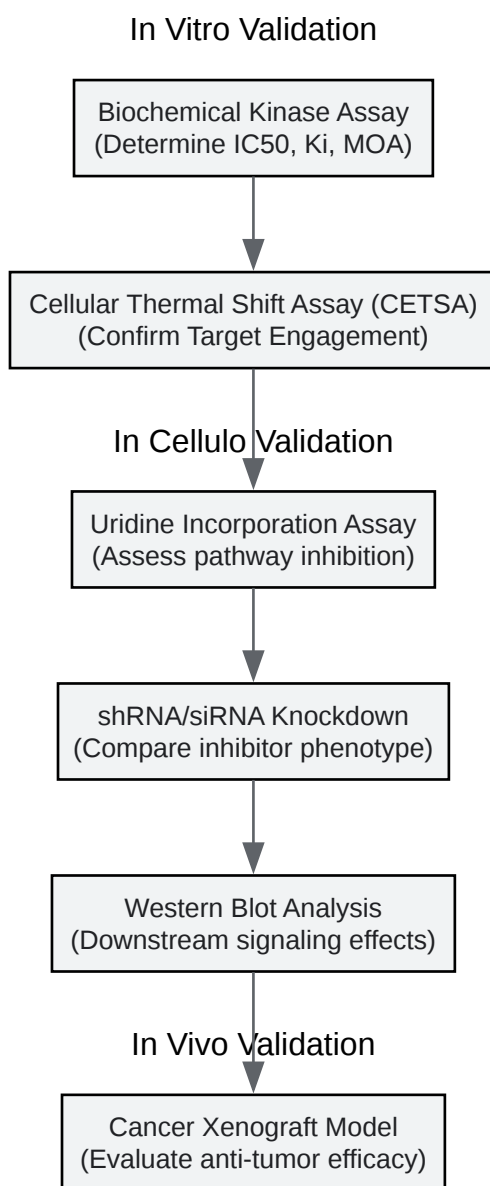 In Vitro Validation
Biochemical Kinase Assay
(Determine IC50, Ki, MOA)
Cellular Thermal Shift Assay (CETSA)
(Confirm Target Engagement)
In Cellulo Validation
Uridine Incorporation Assay
(Assess pathway inhibition)
shRNA/siRNA Knockdown
(Compare inhibitor phenotype)
Western Blot Analysis
(Downstream signaling effects)
In Vivo Validation
Cancer Xenograft Model
(Evaluate anti-tumor efficacy)